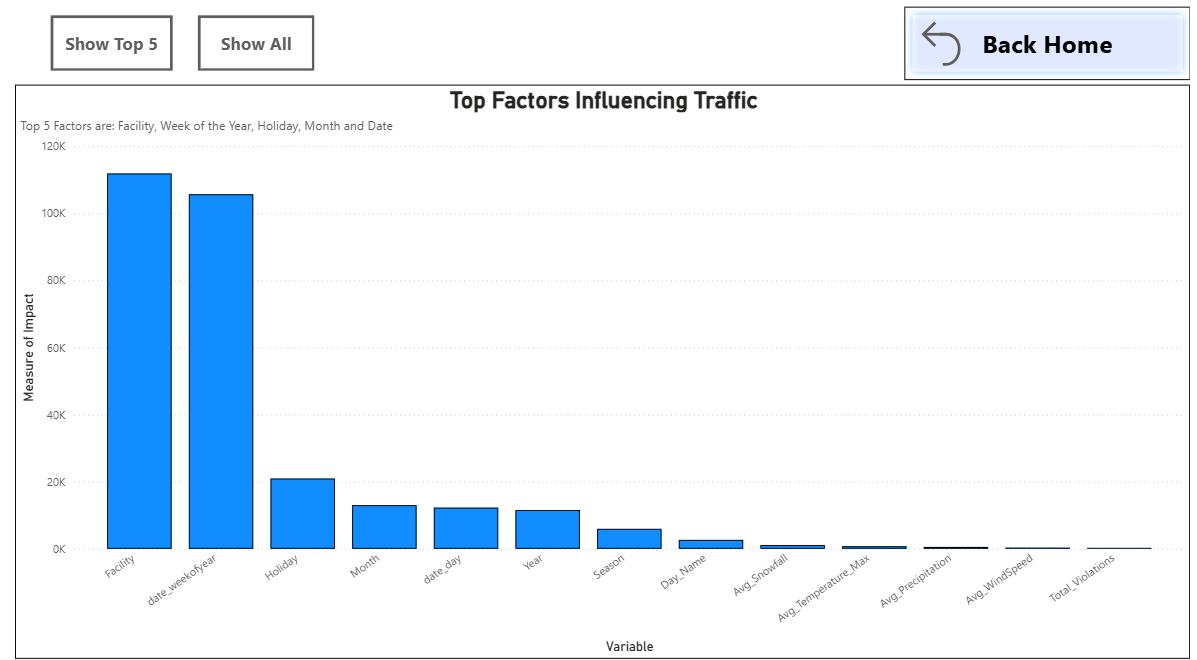 Show Top 5
Show All
Back Home
Top Factors Influencing Traffic
Top 5 Factors are: Facility, Week of the Year, Holiday, Month and Date
120K
100K
80K
60K
40K
20K
0K
Measure of Impact
Facility
date_weekofyear
Holiday
Month
date_day
Year
Season
Day_Name
Avg_Snowfall
Avg_Temperature_Max
Avg_Precipitation
Avg_WindSpeed
Total_Violations
Variable